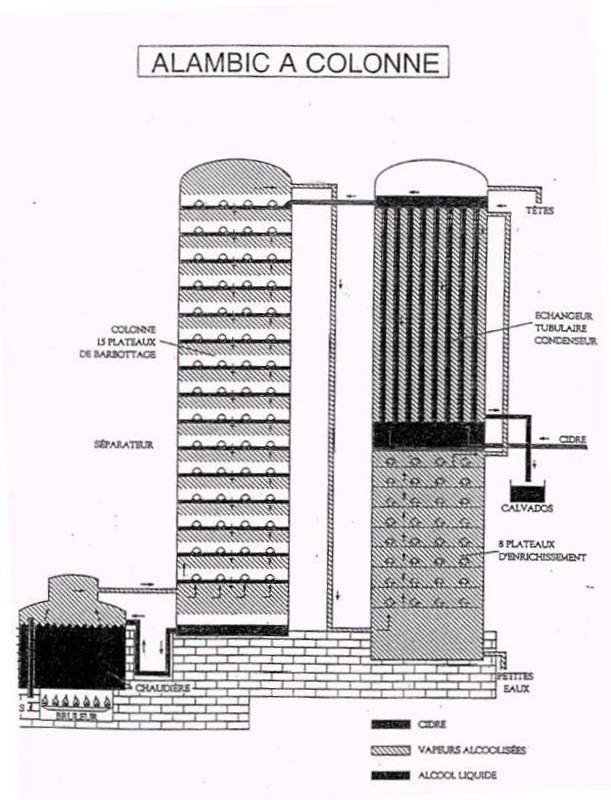 ALAMBIC A COLONNE
TÊTES
COLONNE
15 PLATEAUX
DE BARBOTTAGE
ECHANGEUR
TUBULAIRE
CONDENSEUR
SÉPARATEUR
CIDRE
CALVADOS
8 PLATEAUX
D'ENRICHISSEMENT
CHAUDIÈRE
PETITES
EAUX
BRULEUR
CIDRE
VAPEURS ALCOOLISÉES
ALCOOL LIQUIDE